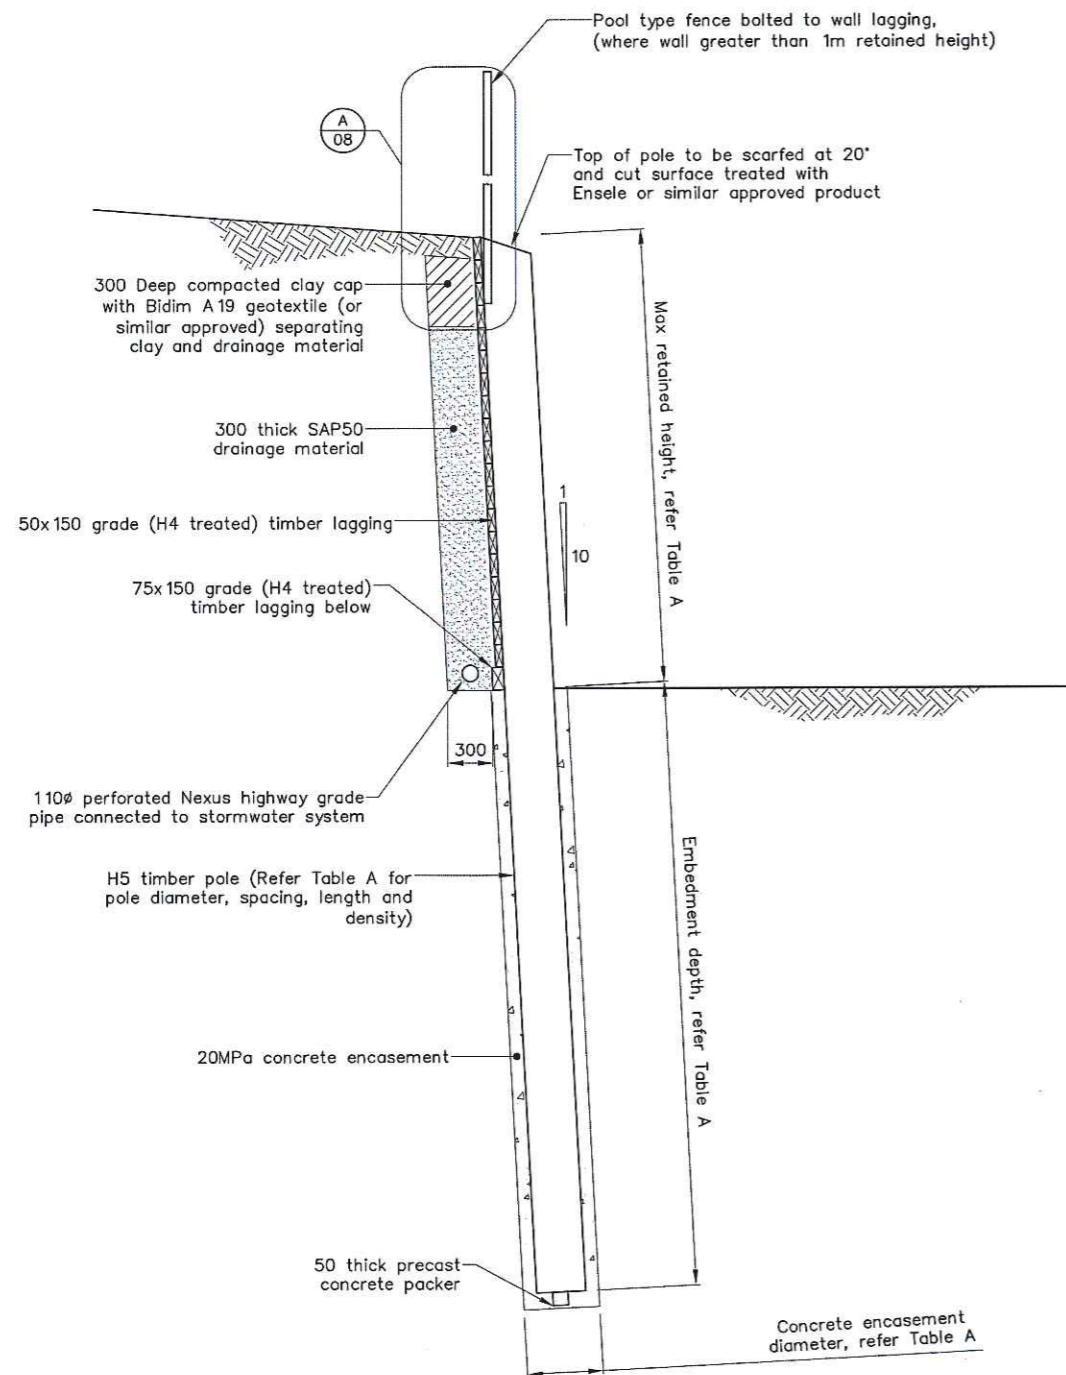 Pool type fence bolted to wall lagging,
(where wall greater than 1m retained height)
A
08
Top of pole to be scarfed at 20°
and cut surface treated with
Ensele or similar approved product
300 Deep compacted clay cap
with Bidim A19 geotextile (or
similar approved) separating
clay and drainage material
Max retained height, refer Table A
300 thick SAP50
drainage material
1
10
50x150 grade (H4 treated) timber lagging
75x150 grade (H4 treated)
timber lagging below
300
110ø perforated Nexus highway grade
pipe connected to stormwater system
H5 timber pole (Refer Table A for
pole diameter, spacing, length and
density)
Embedment depth, refer Table A
20MPa concrete encasement
50 thick precast
concrete packer
Concrete encasement
diameter, refer Table A